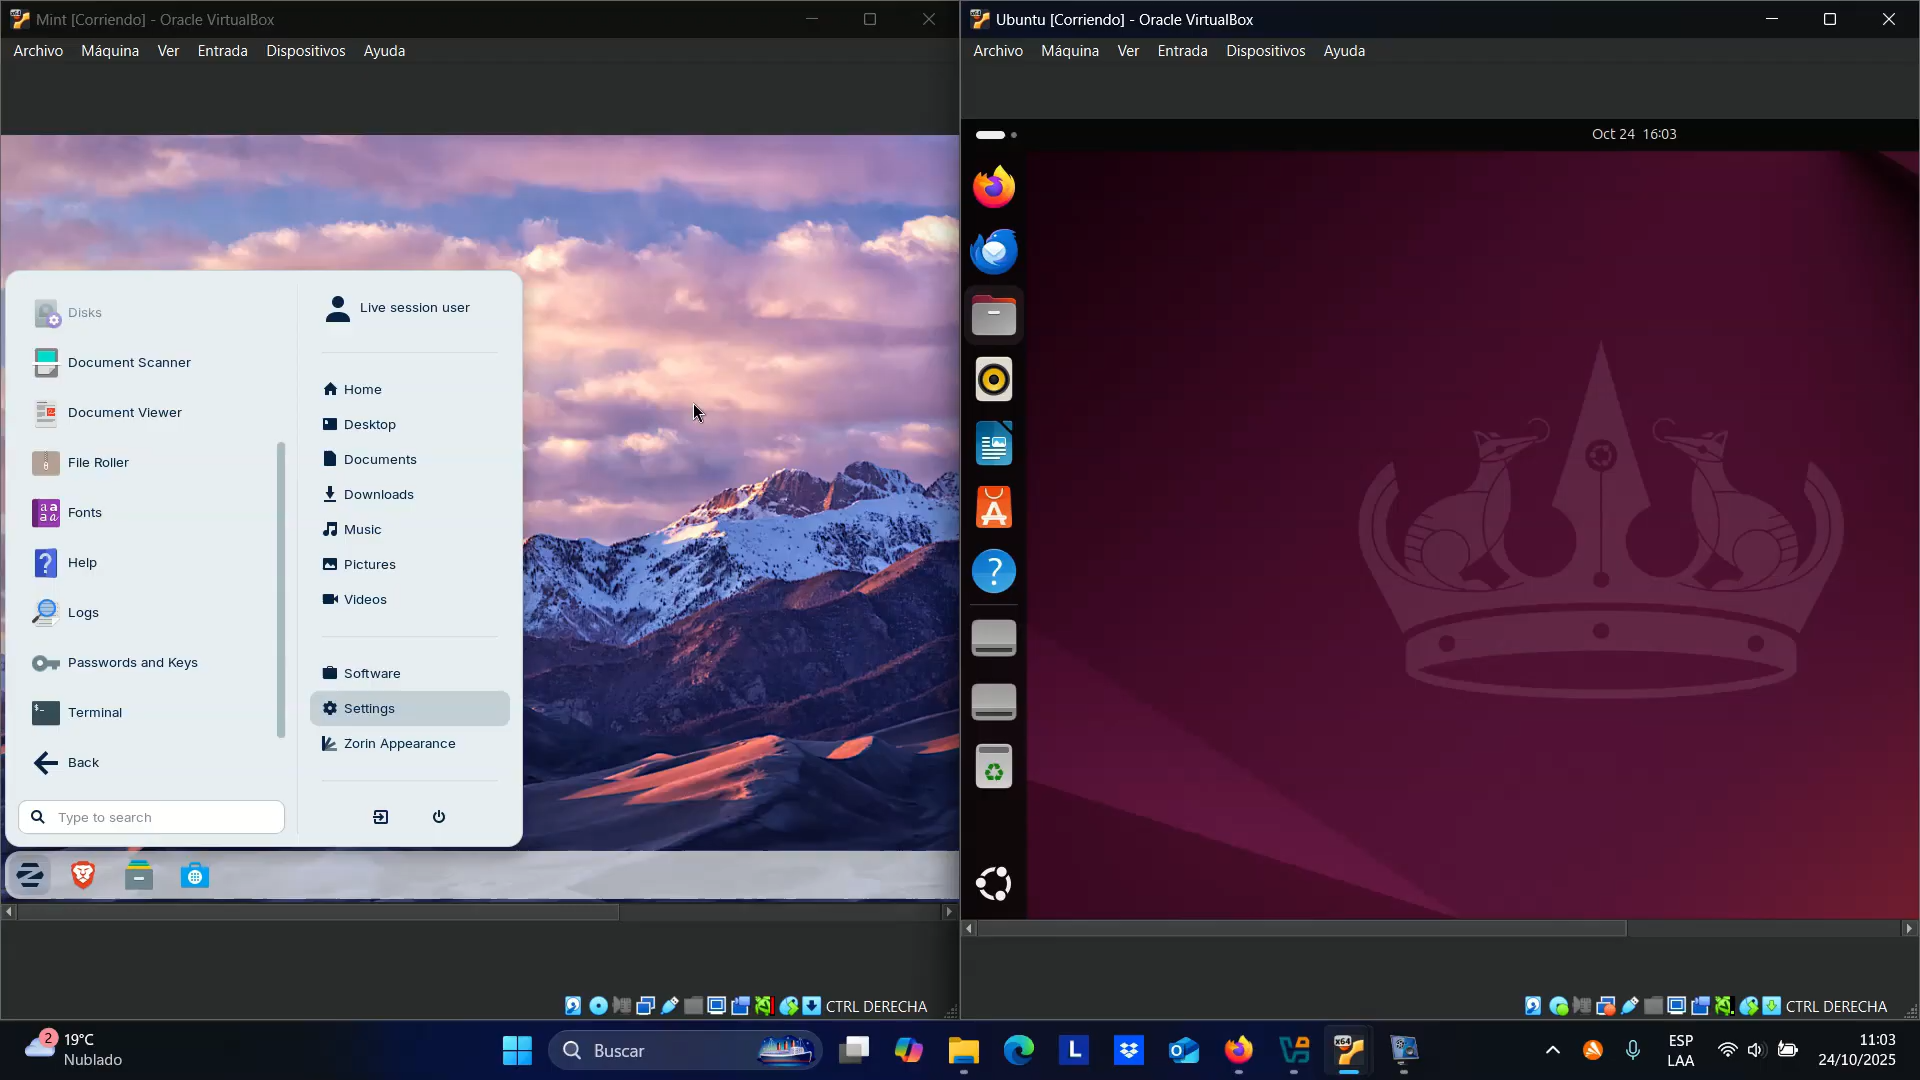 Mint [Corriendo] - Oracle VirtualBox
Archivo Máquina Ver Entrada Dispositivos Ayuda
Disks
Document Scanner
Document Viewer
File Roller
Fonts
Help
Logs
Passwords and Keys
Terminal
Back
Type to search
Live session user
Home
Desktop
Documents
Downloads
Music
Pictures
Videos
Software
Settings
Zorin Appearance
CTRL DERECHA
Ubuntu [Corriendo] - Oracle VirtualBox
Archivo Máquina Ver Entrada Dispositivos Ayuda
Oct 24 16:03
CTRL DERECHA
2
19°C
Nublado
Buscar
L
ESP
LAA
11:03
24/10/2025